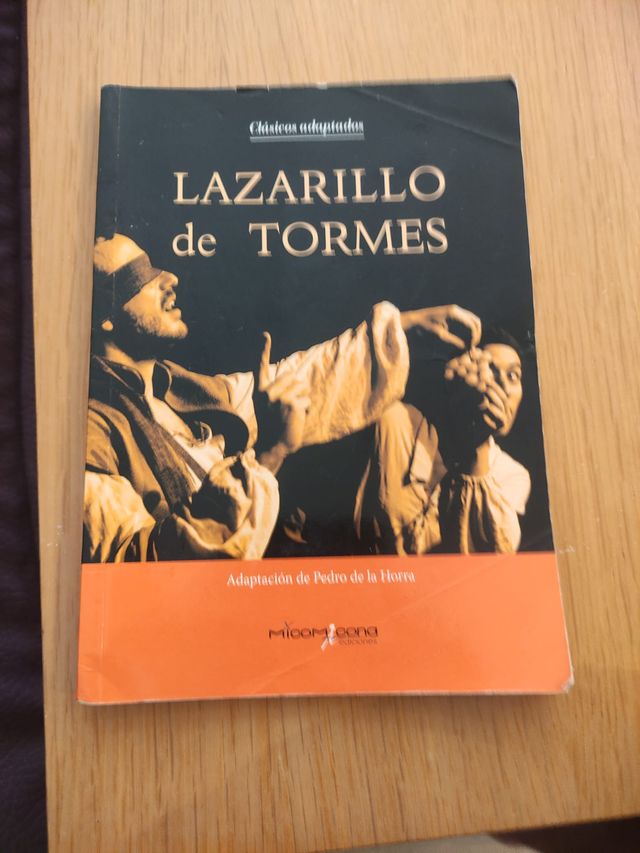 Clásicos adaptados
LAZARILLO
de TORMES
Adaptación de Pedro de la Horra
MICOMICONA
ediciones